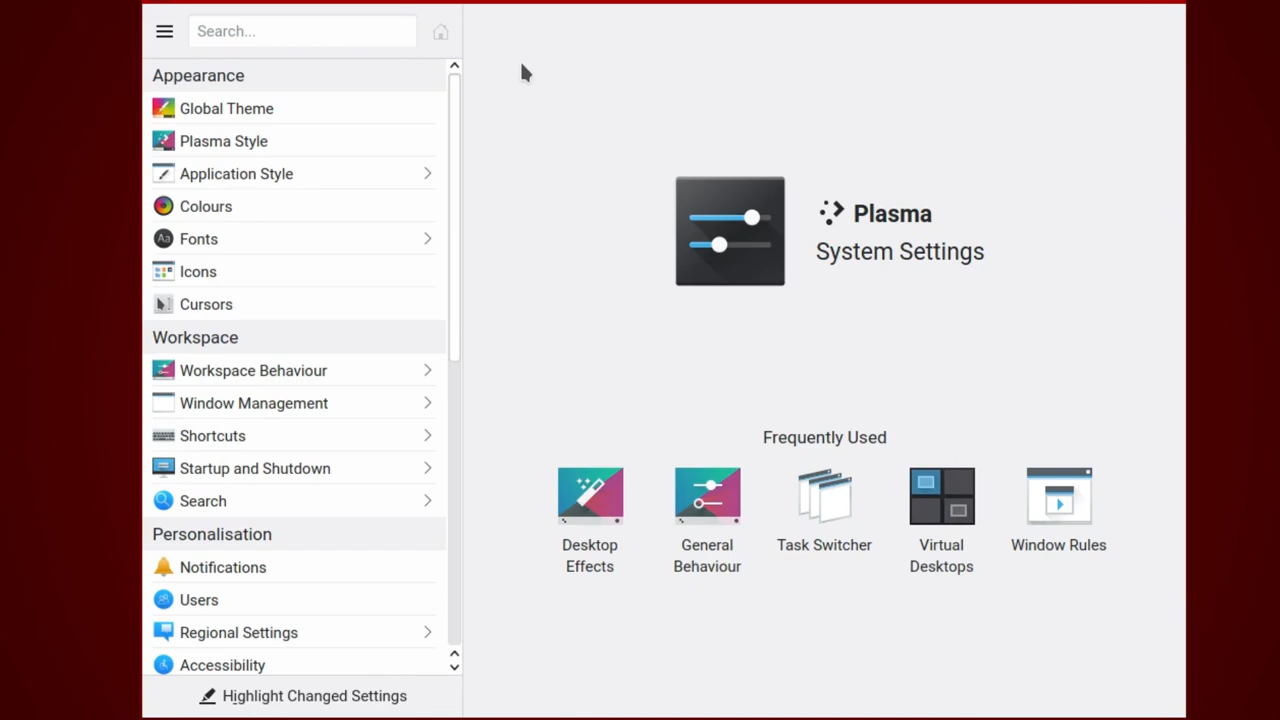 Search...
Appearance
Global Theme
Plasma Style
Application Style
Colours
Fonts
Icons
Cursors
Workspace
Workspace Behaviour
Window Management
Shortcuts
Startup and Shutdown
Search
Personalisation
Notifications
Users
Regional Settings
Accessibility
Highlight Changed Settings
Plasma
System Settings
Frequently Used
Desktop
Effects
General
Behaviour
Task Switcher
Virtual
Desktops
Window Rules